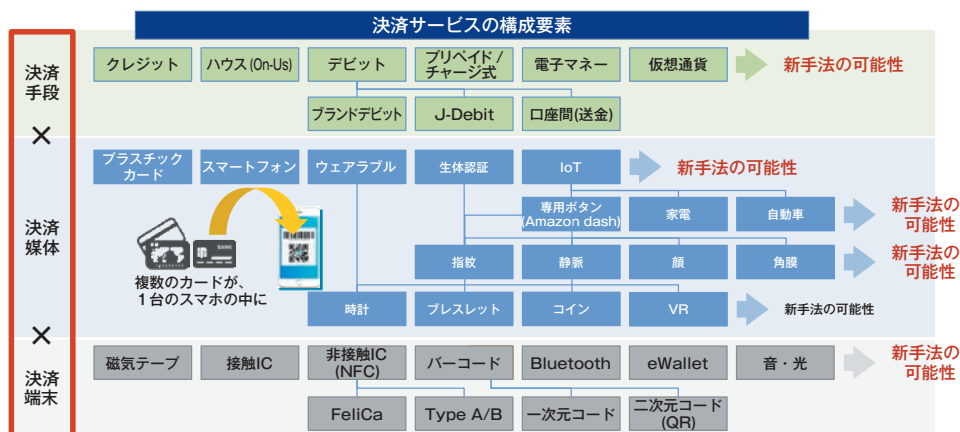 決済サービスの構成要素
決済
手段
クレジット
ハウス(On-Us)
デビット
プリペイド/
チャージ式
電子マネー
仮想通貨
新手法の可能性
ブランドデビット
J-Debit
口座間(送金)
×
決済
媒体
プラスチック
カード
スマートフォン
ウェアラブル
生体認証
IoT
新手法の可能性
専用ボタン
(Amazon dash)
家電
自動車
新手法の
可能性
指紋
静脈
顔
角膜
新手法の
可能性
複数のカードが、
1台のスマホの中に
時計
ブレスレット
コイン
VR
新手法の可能性
×
決済
端末
磁気テープ
接触IC
非接触IC
(NFC)
バーコード
Bluetooth
eWallet
音・光
新手法の
可能性
FeliCa
Type A/B
一次元コード
二次元コード
(QR)